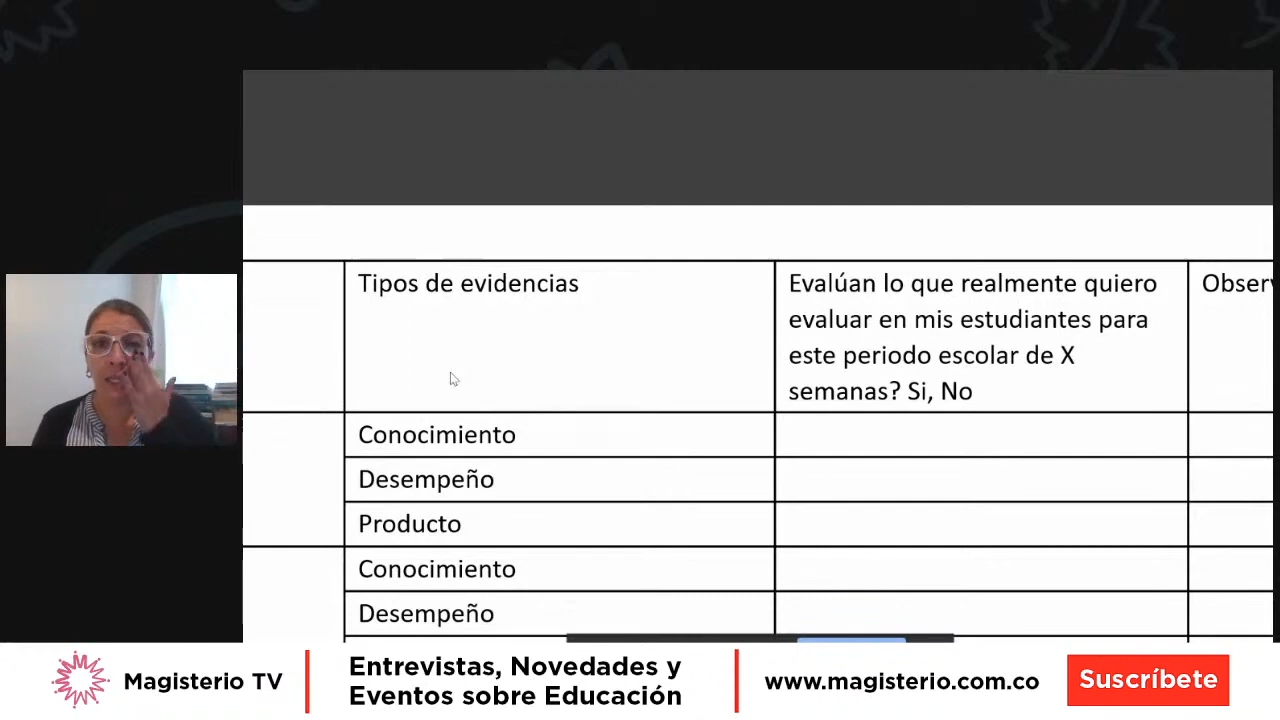 Tipos de evidencias
Evalúan lo que realmente quiero
evaluar en mis estudiantes para
este periodo escolar de X
semanas? Si, No
Conocimiento
Desempeño
Producto
Conocimiento
Desempeño
Magisterio TV
Entrevistas, Novedades y
Eventos sobre Educación
www.magisterio.com.co
Suscríbete